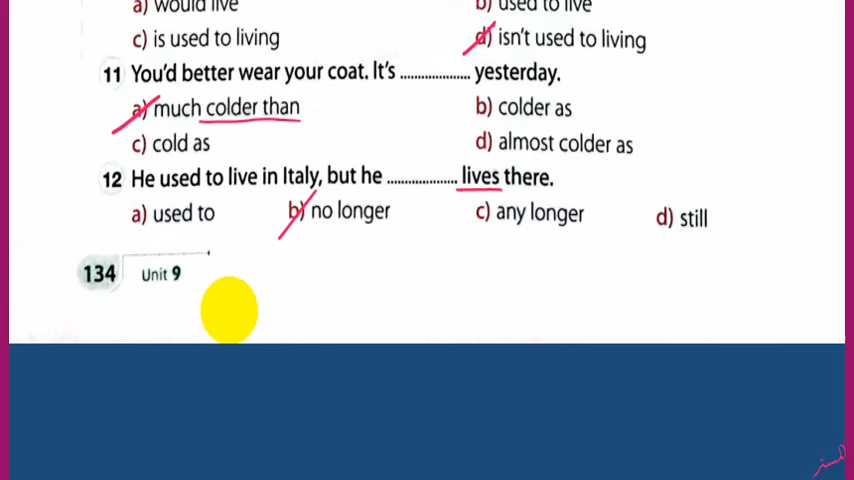 a) would live b) used to live
c) is used to living d) isn't used to living
11 You'd better wear your coat. It's .................... yesterday.
a) much colder than b) colder as
c) cold as d) almost colder as
12 He used to live in Italy, but he .................... lives there.
a) used to b) no longer c) any longer d) still
134 Unit 9
المستر